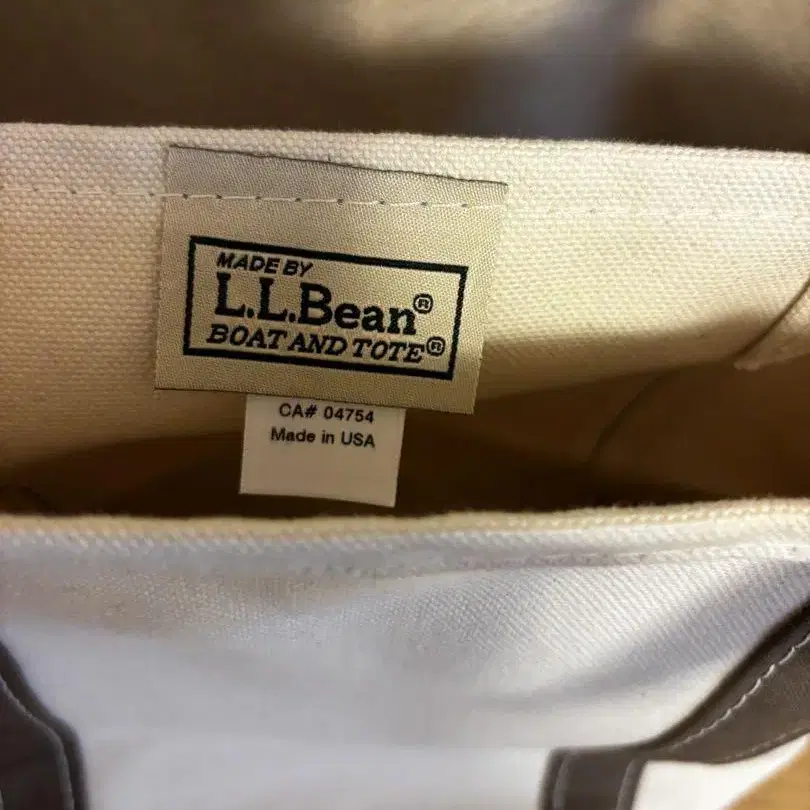 MADE BY
L.L.Bean®
BOAT AND TOTE®
CA# 04754
Made in USA